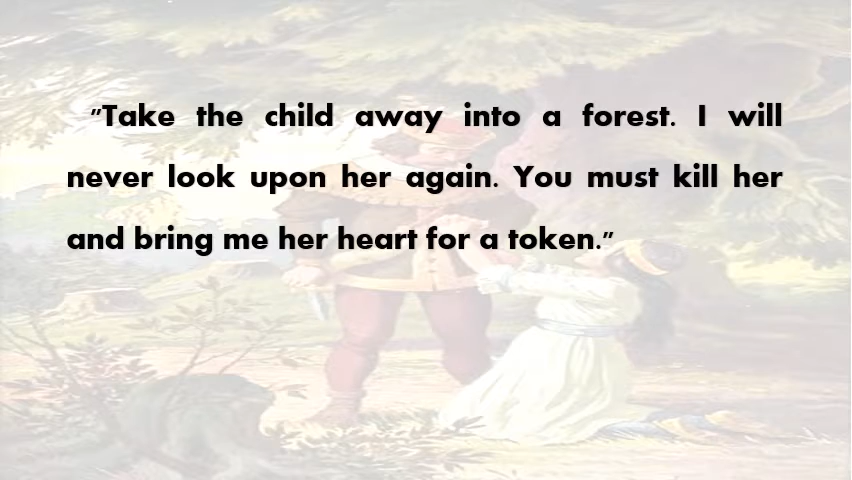 "Take the child away into a forest. I will
never look upon her again. You must kill her
and bring me her heart for a token."